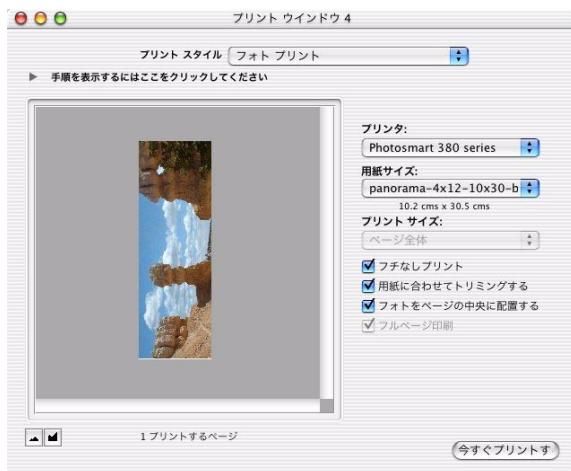 プリント ウインドウ 4
プリント スタイル フォト プリント
手順を表示するにはここをクリックしてください
プリンタ:
Photosmart 380 series
用紙サイズ:
panorama-4x12-10x30-b
10.2 cms x 30.5 cms
プリント サイズ:
ページ全体
フチなしプリント
用紙に合わせてトリミングする
フォトをページの中央に配置する
フルページ印刷
1 プリントするページ
今すぐプリントす